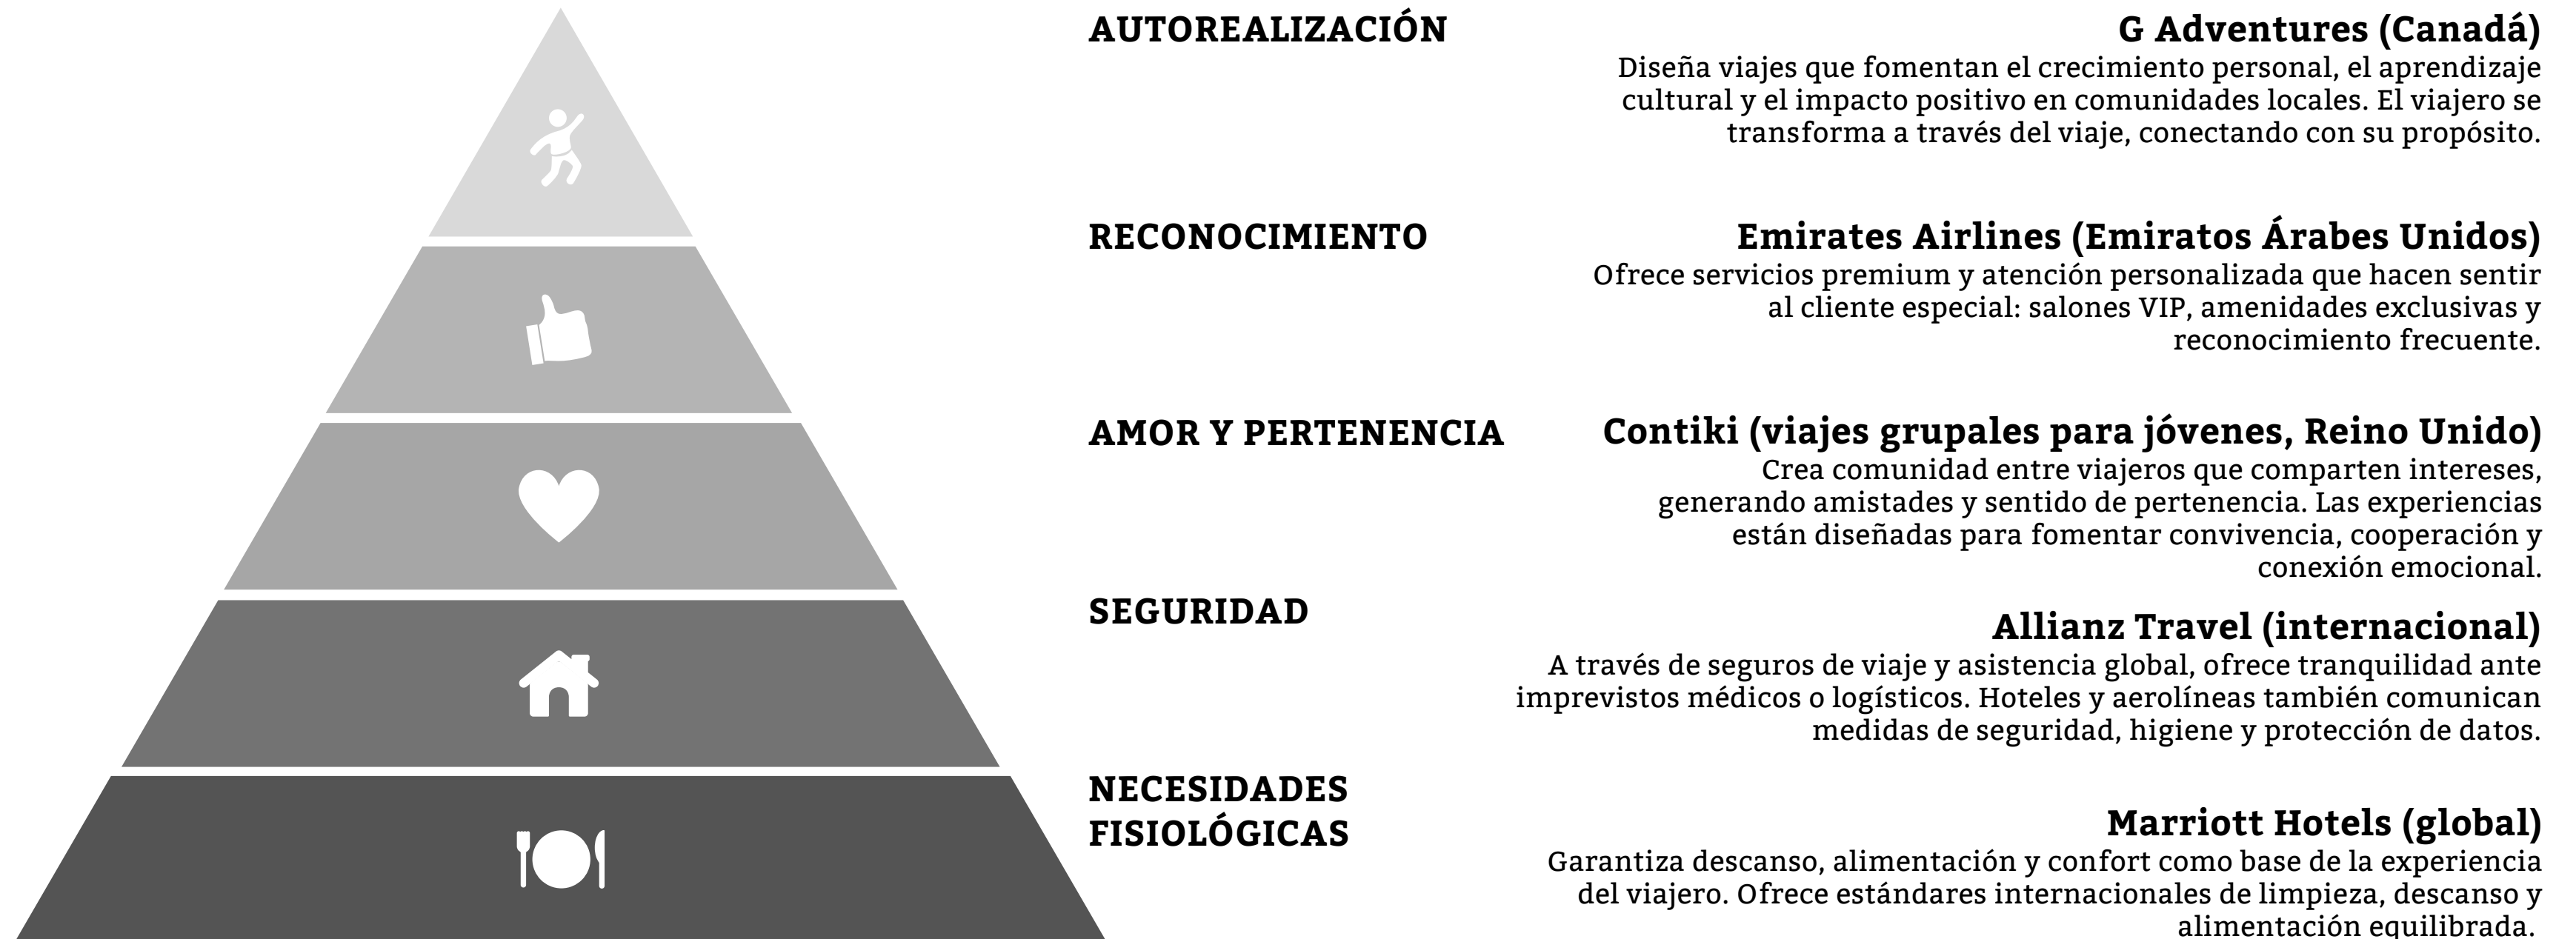 AUTOREALIZACIÓN
G Adventures (Canadá)
Diseña viajes que fomentan el crecimiento personal, el aprendizaje
cultural y el impacto positivo en comunidades locales. El viajero se
transforma a través del viaje, conectando con su propósito.
RECONOCIMIENTO
Emirates Airlines (Emiratos Árabes Unidos)
Ofrece servicios premium y atención personalizada que hacen sentir
al cliente especial: salones VIP, amenidades exclusivas y
reconocimiento frecuente.
AMOR Y PERTENENCIA
Contiki (viajes grupales para jóvenes, Reino Unido)
Crea comunidad entre viajeros que comparten intereses,
generando amistades y sentido de pertenencia. Las experiencias
están diseñadas para fomentar convivencia, cooperación y
conexión emocional.
SEGURIDAD
Allianz Travel (internacional)
A través de seguros de viaje y asistencia global, ofrece tranquilidad ante
imprevistos médicos o logísticos. Hoteles y aerolíneas también comunican
medidas de seguridad, higiene y protección de datos.
NECESIDADES
FISIOLÓGICAS
Marriott Hotels (global)
Garantiza descanso, alimentación y confort como base de la experiencia
del viajero. Ofrece estándares internacionales de limpieza, descanso y
alimentación equilibrada.